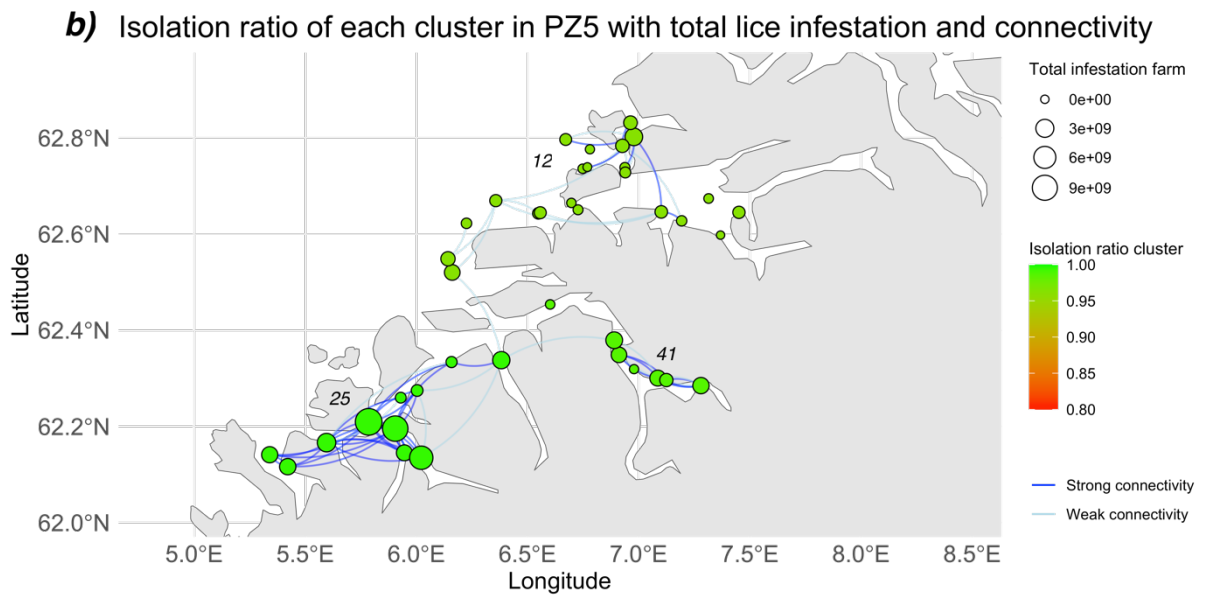 b) Isolation ratio of each cluster in PZ5 with total lice infestation and connectivity
Total infestation farm
0e+00
3e+09
6e+09
9e+09
Isolation ratio cluster
1.00
0.95
0.90
0.85
0.80
Strong connectivity
Weak connectivity
Latitude
62.8°N
62.6°N
62.4°N
62.2°N
62.0°N
12
41
25
5.0°E 5.5°E 6.0°E 6.5°E 7.0°E 7.5°E 8.0°E 8.5°E
Longitude